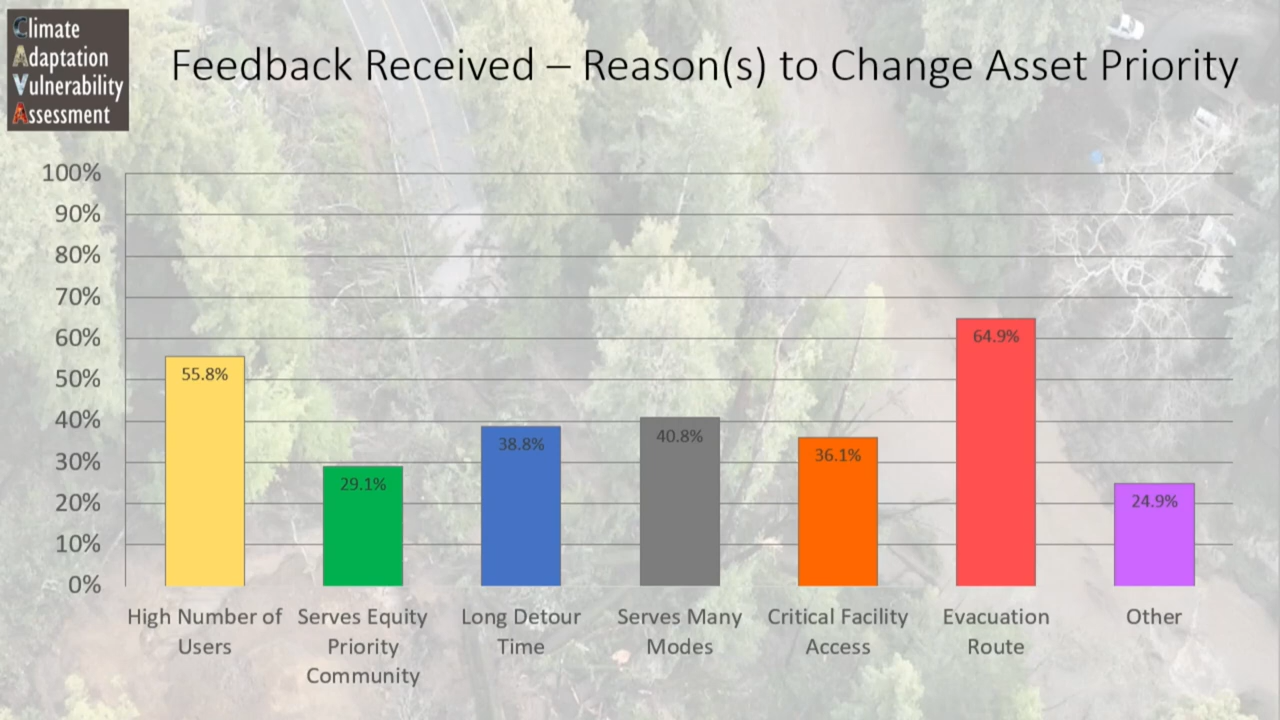 Climate
Adaptation
Vulnerability
Assessment
Feedback Received – Reason(s) to Change Asset Priority
100%
90%
80%
70%
60%
50%
40%
30%
20%
10%
0%
55.8%
29.1%
38.8%
40.8%
36.1%
64.9%
24.9%
High Number of
Users
Serves Equity
Priority
Community
Long Detour
Time
Serves Many
Modes
Critical Facility
Access
Evacuation
Route
Other